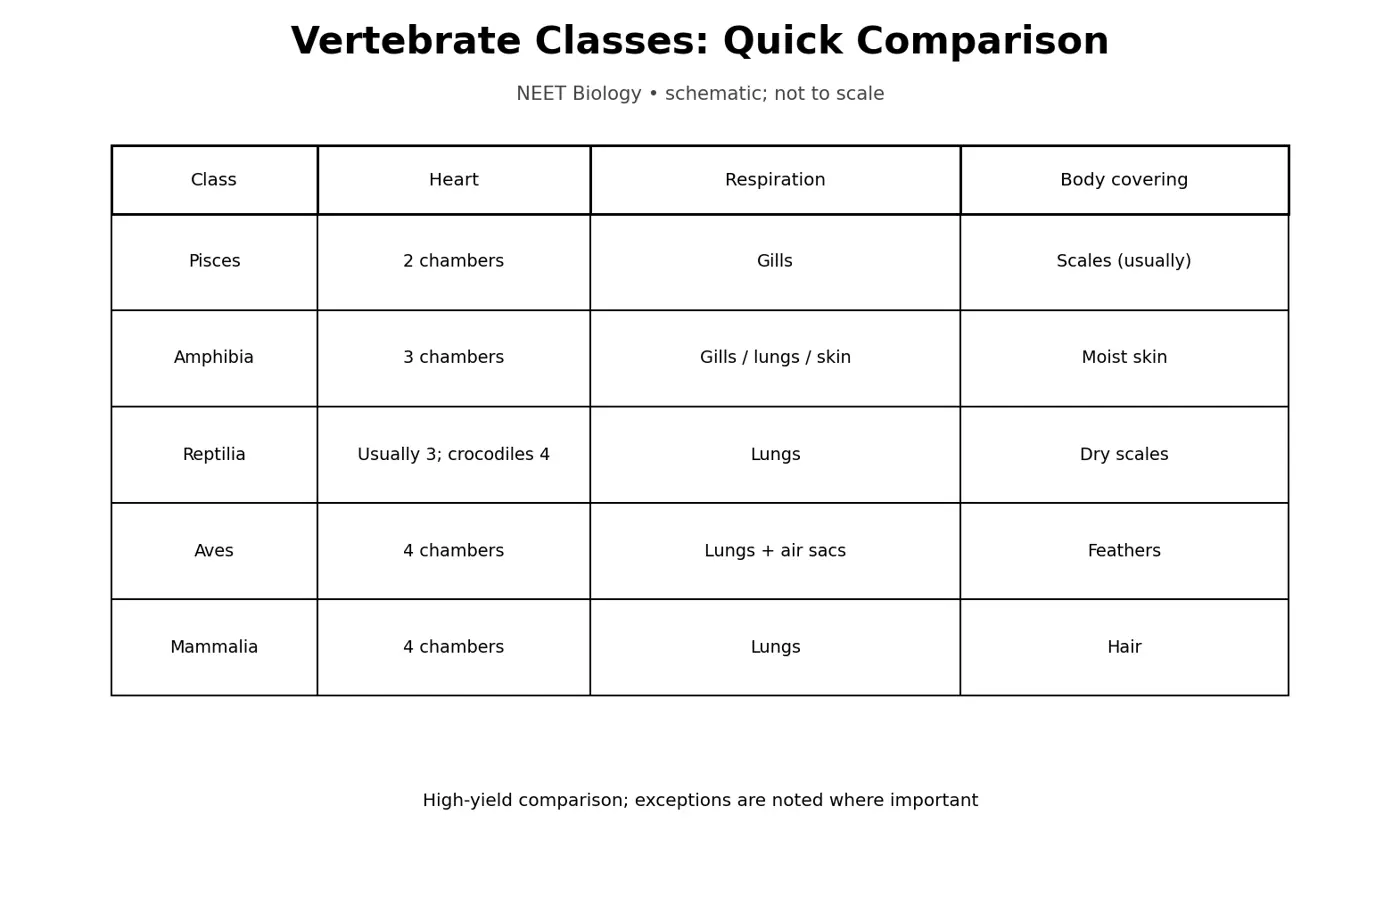 Vertebrate Classes: Quick Comparison
NEET Biology • schematic; not to scale
Class Heart Respiration Body covering
Pisces 2 chambers Gills Scales (usually)
Amphibia 3 chambers Gills / lungs / skin Moist skin
Reptilia Usually 3; crocodiles 4 Lungs Dry scales
Aves 4 chambers Lungs + air sacs Feathers
Mammalia 4 chambers Lungs Hair
High-yield comparison; exceptions are noted where important